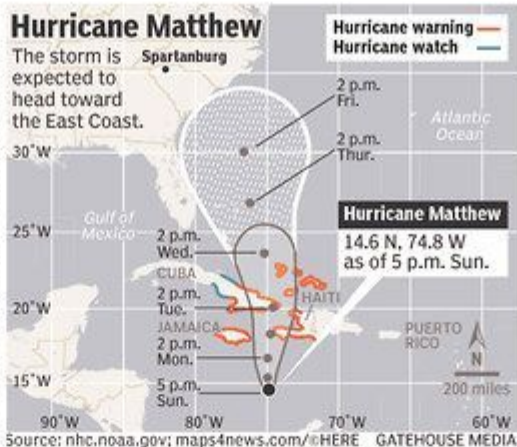 Hurricane Matthew
The storm is
expected to
head toward
the East Coast.
Spartanburg
Hurricane warning
Hurricane watch
2 p.m.
Fri.
2 p.m.
Thur.
Atlantic
Ocean
30°W
25°W
20°W
15°W
Gulf of
Mexico
Hurricane Matthew
14.6 N, 74.8 W
as of 5 p.m. Sun.
2 p.m.
Wed.
CUBA
2 p.m.
Tue.
HAITI
JAMAICA
2 p.m.
Mon.
PUERTO
RICO
5 p.m.
Sun.
N
200 miles
90°W
80°W
70°W
60°W
Source: nhc.noaa.gov; maps4news.com/©HERE
GATEHOUSE MEDIA